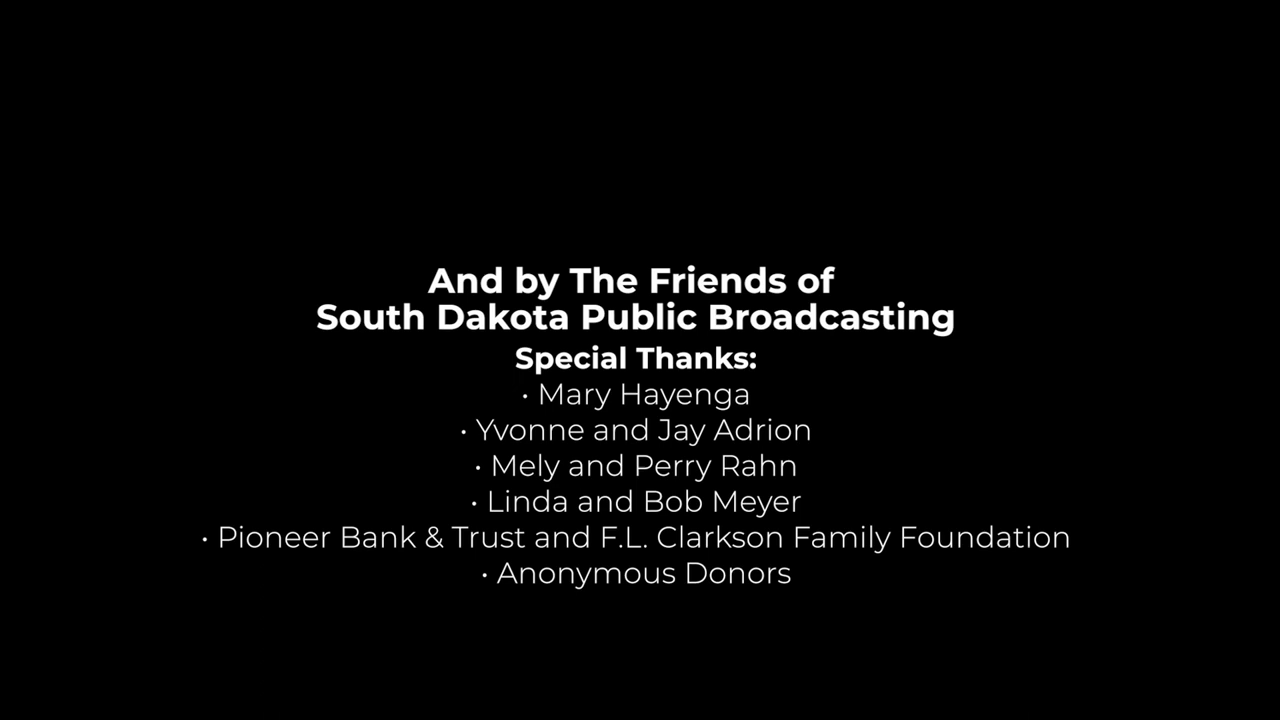 And by The Friends of
South Dakota Public Broadcasting
Special Thanks:
• Mary Hayenga
• Yvonne and Jay Adrion
• Mely and Perry Rahn
• Linda and Bob Meyer
• Pioneer Bank & Trust and F.L. Clarkson Family Foundation
• Anonymous Donors